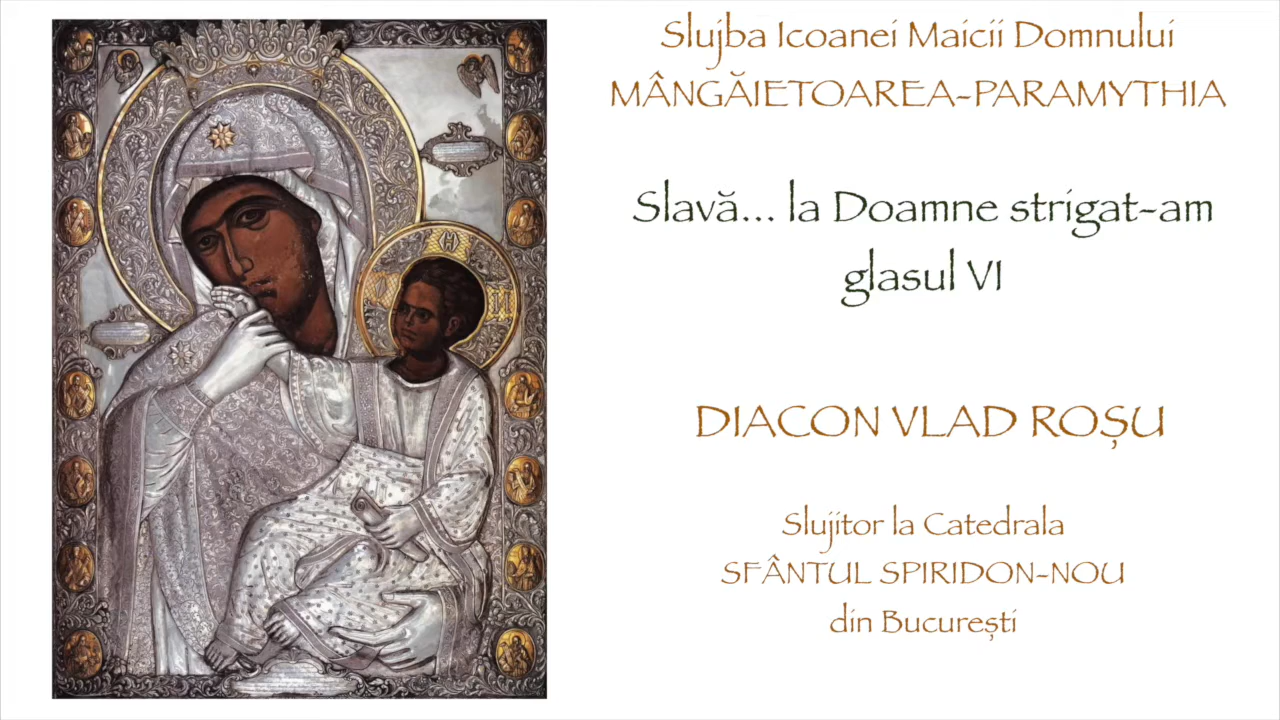 Slujba Icoanei Maicii Domnului
MÂNGĂIETOAREA-PARAMYTHIA
Slavă... la Doamne strigat-am
glasul VI
DIACON VLAD ROȘU
Slujitor la Catedrala
SFÂNTUL SPIRIDON-NOU
din București